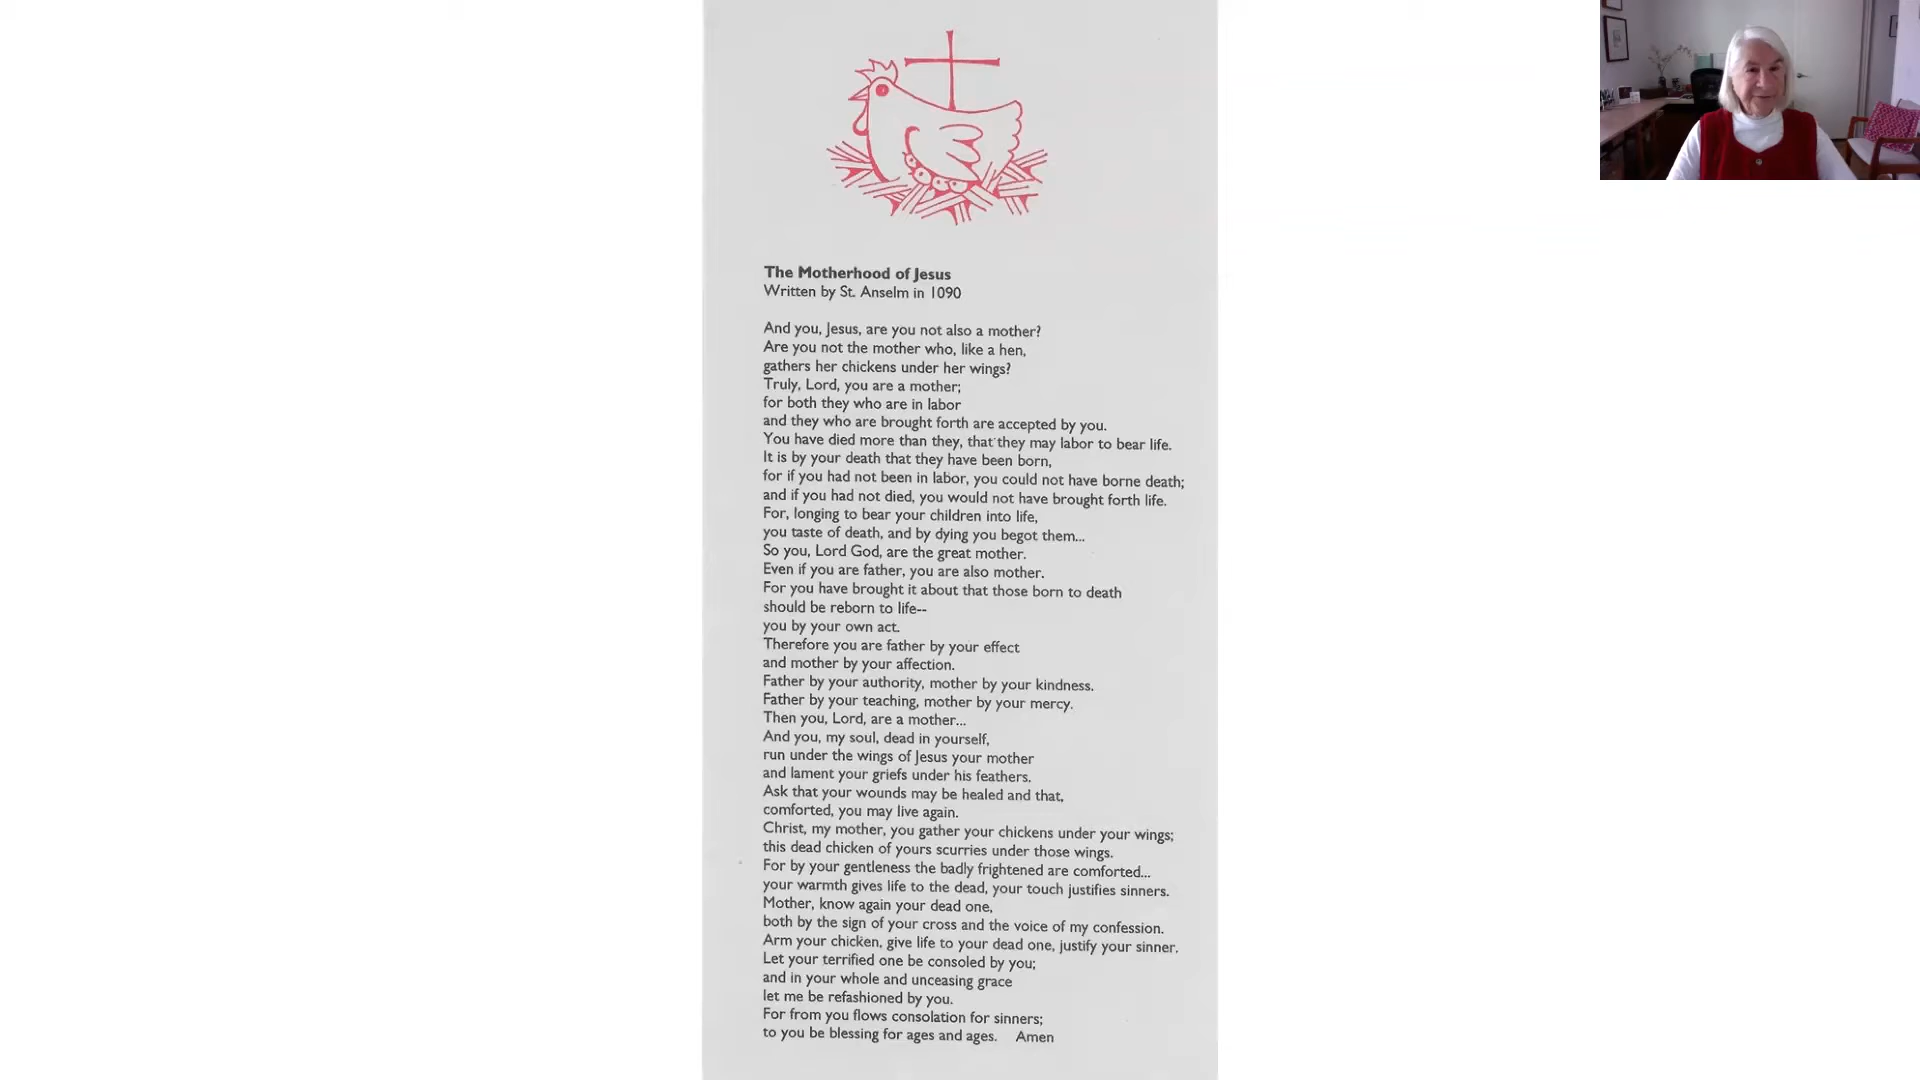 The Motherhood of Jesus
Written by St. Anselm in 1090
And you, Jesus, are you not also a mother?
Are you not the mother who, like a hen,
gathers her chickens under her wings?
Truly, Lord, you are a mother;
for both they who are in labor
and they who are brought forth are accepted by you.
You have died more than they, that they may labor to bear life.
It is by your death that they have been born,
for if you had not been in labor, you could not have borne death;
and if you had not died, you would not have brought forth life.
For, longing to bear your children into life,
you taste of death, and by dying you begot them...
So you, Lord God, are the great mother.
Even if you are father, you are also mother.
For you have brought it about that those born to death
should be reborn to life--
you by your own act.
Therefore you are father by your effect
and mother by your affection.
Father by your authority, mother by your kindness.
Father by your teaching, mother by your mercy.
Then you, Lord, are a mother...
And you, my soul, dead in yourself,
run under the wings of Jesus your mother
and lament your griefs under his feathers.
Ask that your wounds may be healed and that,
comforted, you may live again.
Christ, my mother, you gather your chickens under your wings;
this dead chicken of yours scurries under those wings.
For by your gentleness the badly frightened are comforted...
your warmth gives life to the dead, your touch justifies sinners.
Mother, know again your dead one,
both by the sign of your cross and the voice of my confession.
Arm your chicken, give life to your dead one, justify your sinner.
Let your terrified one be consoled by you;
and in your whole and unceasing grace
let me be refashioned by you.
For from you flows consolation for sinners;
to you be blessing for ages and ages. Amen